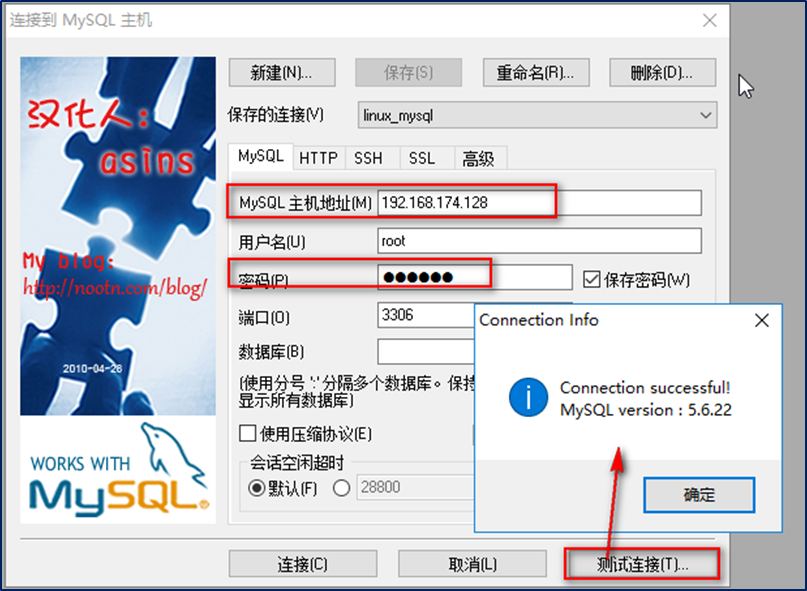 连接到 MySQL 主机
汉化人：
asins
My blog:
http://nootn.com/blog/
2010-04-28
WORKS WITH
MySQL®
新建(N)...
保存(S)
重命名(R)...
删除(D)...
保存的连接(V)
linux_mysql
MySQL
HTTP
SSH
SSL
高级
MySQL 主机地址(M)
192.168.174.128
用户名(U)
root
密码(P)
●●●●●●
保存密码(W)
端口(O)
3306
数据库(B)
(使用分号 ';' 分隔多个数据库。保持
显示所有数据库)
使用压缩协议(E)
会话空闲超时
默认(F)
28800
Connection Info
Connection successful!
MySQL version : 5.6.22
确定
连接(C)
取消(L)
测试连接(T)...